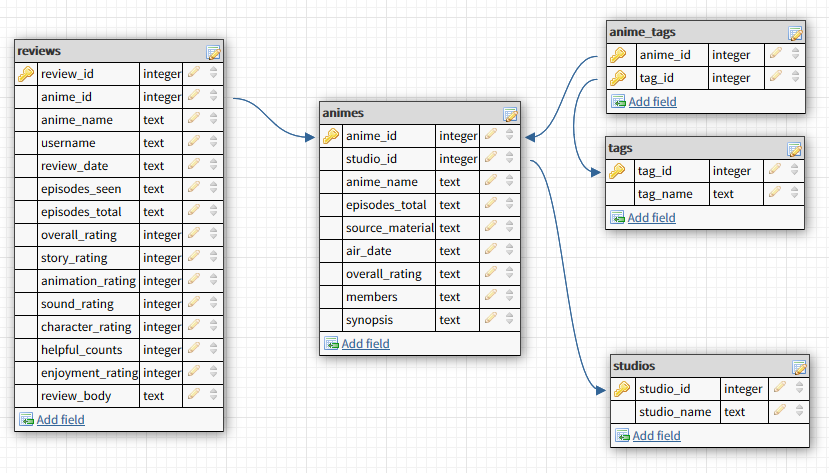 reviews
review_id integer
anime_id integer
anime_name text
username text
review_date text
episodes_seen integer
episodes_total integer
overall_rating integer
story_rating integer
animation_rating integer
sound_rating integer
character_rating integer
helpful_counts integer
enjoyment_rating integer
review_body text
Add field
animes
anime_id integer
studio_id integer
anime_name text
episodes_total text
source_material text
air_date text
overall_rating text
members text
synopsis text
Add field
anime_tags
anime_id integer
tag_id integer
Add field
tags
tag_id integer
tag_name text
Add field
studios
studio_id integer
studio_name text
Add field